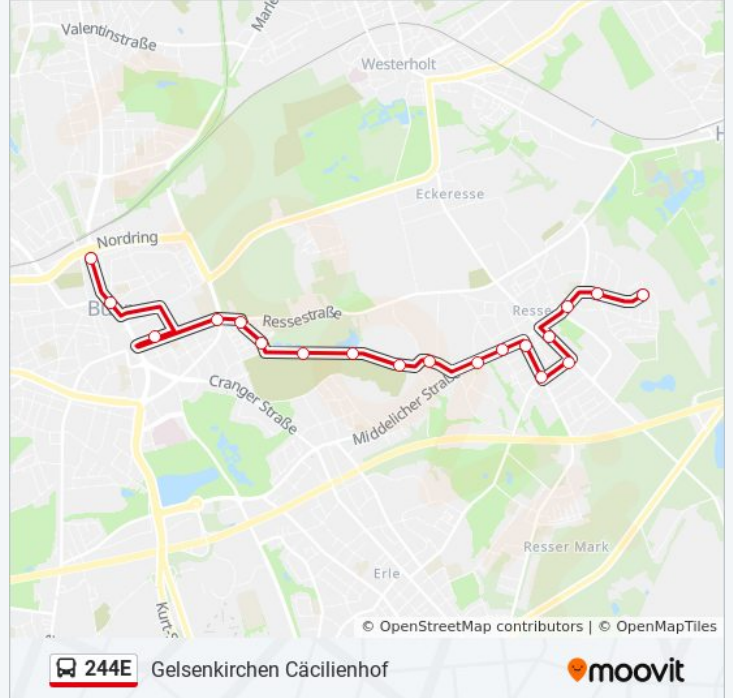 Valentinstraße
Westerholt
Eckeresse
Nordring
Ressestraße
Resse
Cranger Straße
Middelicher Straße
Resser Mark
Erle
© OpenStreetMap contributors | © OpenMapTiles
244E Gelsenkirchen Cäcilienhof
moovit